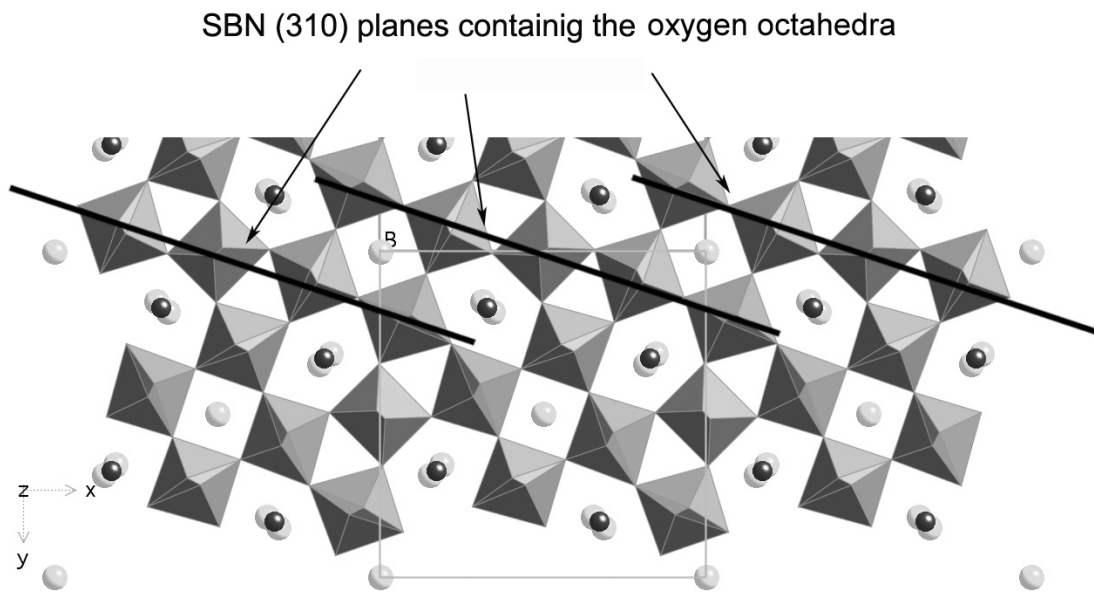 SBN (310) planes containig the oxygen octahedra
B
z x
y